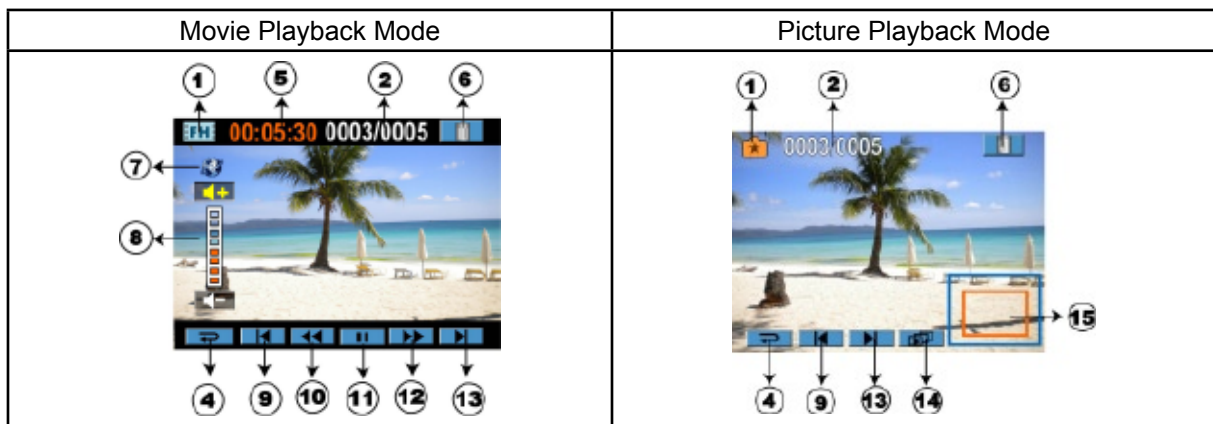 Movie Playback Mode
Picture Playback Mode
1 5 2 6
FH 00:05:30 0003/0005
7
8
4 9 10 11 12 13
1 2 6
0003/0005
15
4 9 13 14